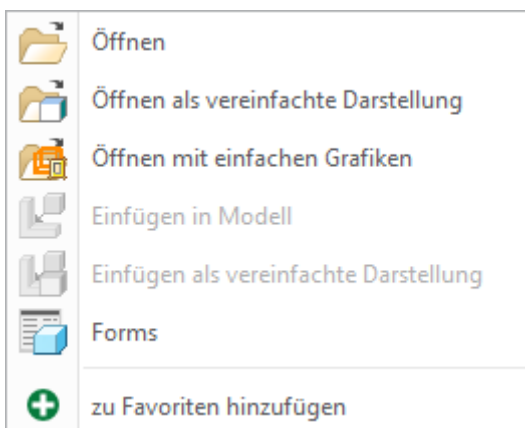 Öffnen
Öffnen als vereinfachte Darstellung
Öffnen mit einfachen Grafiken
Einfügen in Modell
Einfügen als vereinfachte Darstellung
Forms
zu Favoriten hinzufügen